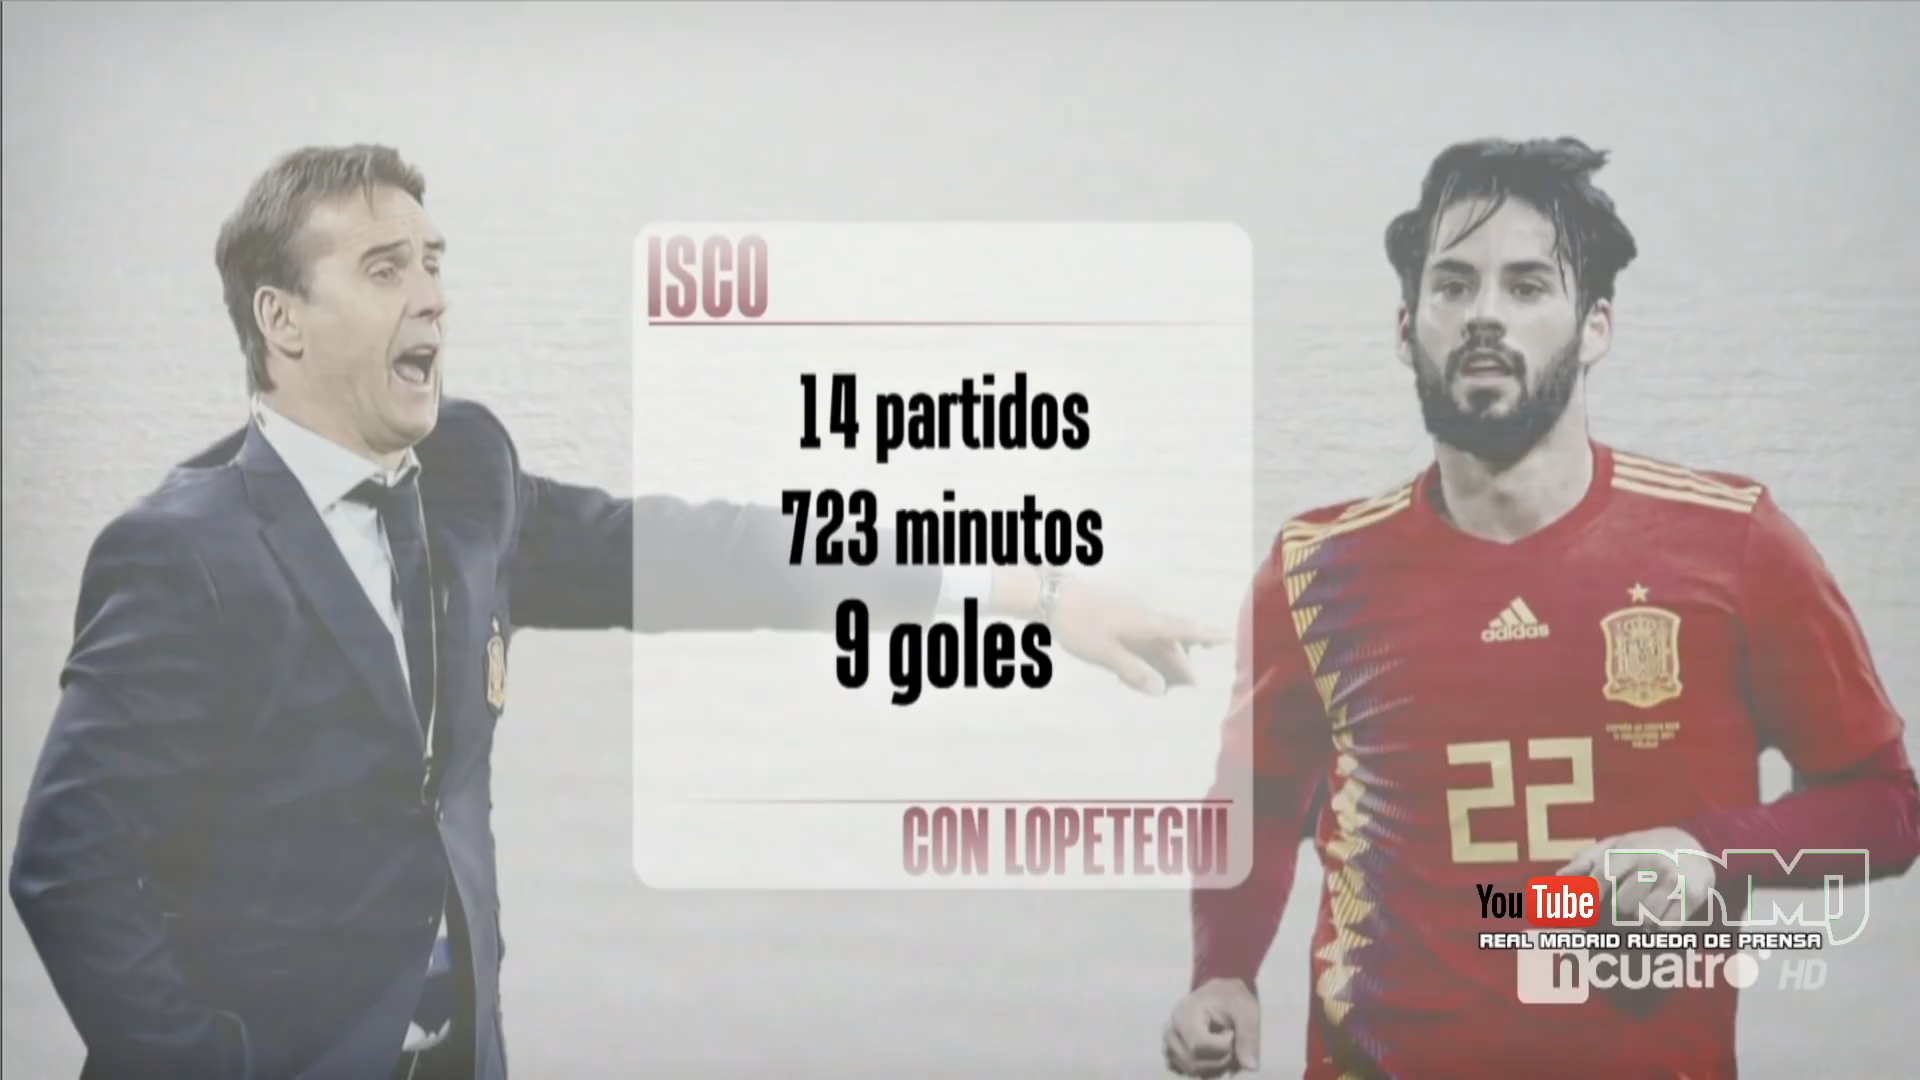 ISCO
14 partidos
723 minutos
9 goles
CON LOPETEGUI
adidas
22
YouTube RNMJ
REAL MADRID RUEDA DE PRENSA
ncuatro HD